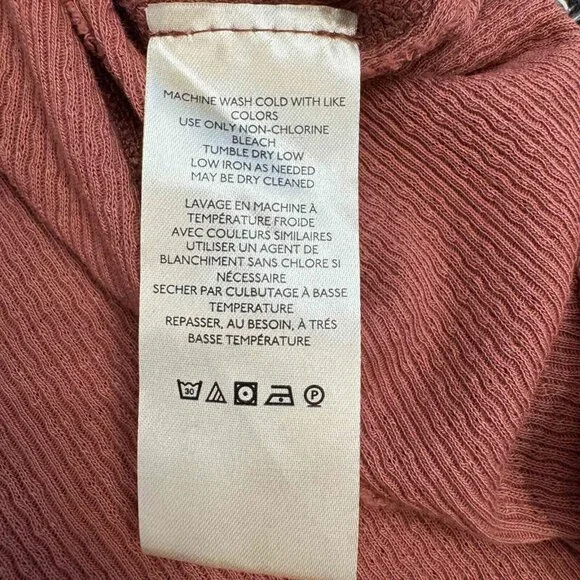 MACHINE WASH COLD WITH LIKE
COLORS
USE ONLY NON-CHLORINE
BLEACH
TUMBLE DRY LOW
LOW IRON AS NEEDED
MAY BE DRY CLEANED
LAVAGE EN MACHINE À
TEMPÉRATURE FROIDE
AVEC COULEURS SIMILAIRES
UTILISER UN AGENT DE
BLANCHIMENT SANS CHLORE SI
NÉCESSAIRE
SECHER PAR CULBUTAGE À BASSE
TEMPERATURE
REPASSER, AU BESOIN, À TRÉS
BASSE TEMPÉRATURE
30 P